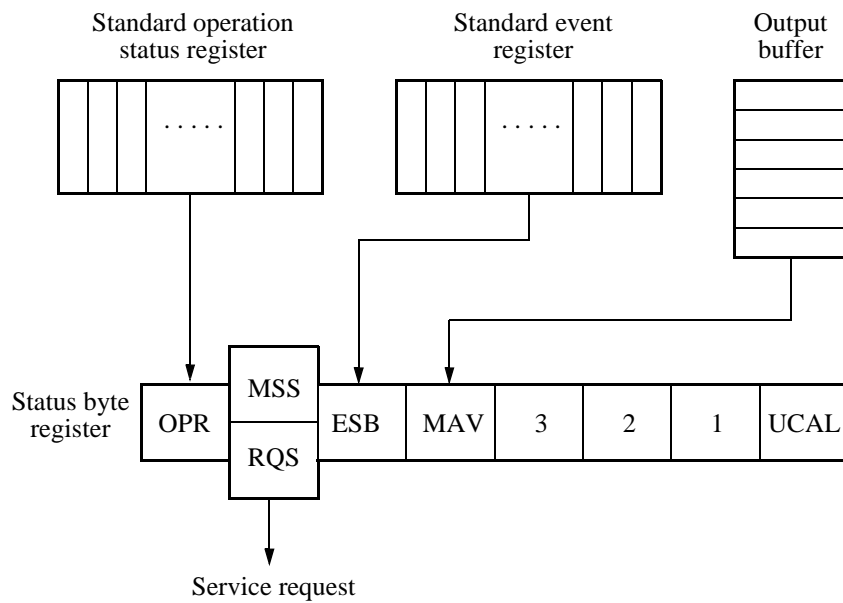 Standard operation
status register
Standard event
register
Output
buffer
. . . . .
. . . . .
Status byte
register
OPR
MSS
RQS
ESB
MAV
3
2
1
UCAL
Service request